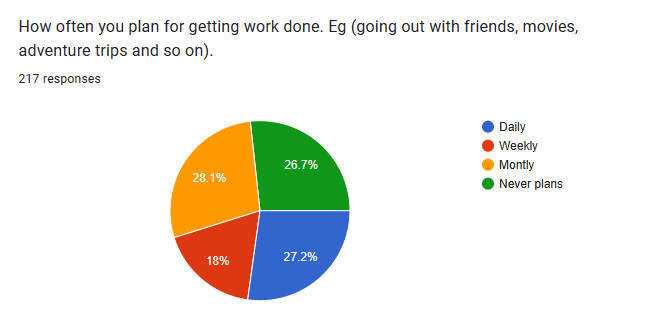 How often you plan for getting work done. Eg (going out with friends, movies,
adventure trips and so on).
217 responses
Daily
Weekly
Montly
Never plans
26.7%
28.1%
18%
27.2%